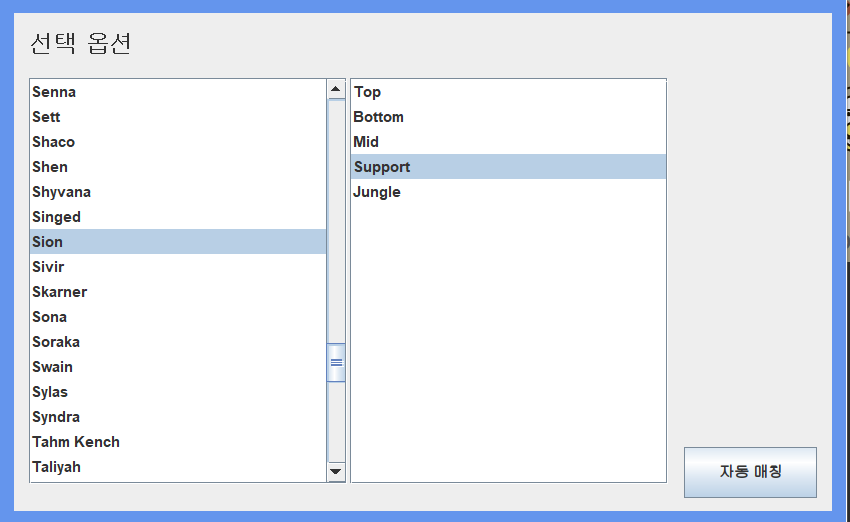 선택 옵션
Senna
Sett
Shaco
Shen
Shyvana
Singed
Sion
Sivir
Skarner
Sona
Soraka
Swain
Sylas
Syndra
Tahm Kench
Taliyah
Top
Bottom
Mid
Support
Jungle
자동 매칭